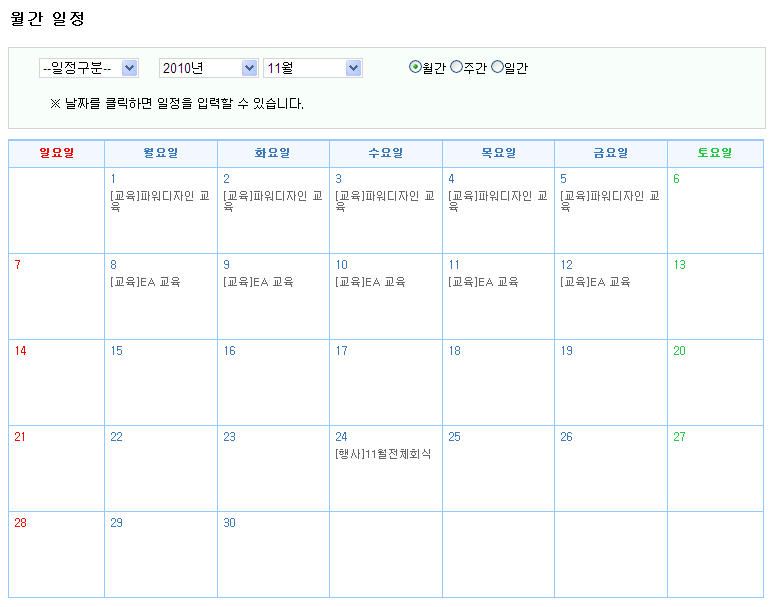 월간 일정
--일정구분-- 2010년 11월 월간 주간 일간
※ 날짜를 클릭하면 일정을 입력할 수 있습니다.
일요일 월요일 화요일 수요일 목요일 금요일 토요일
1 2 3 4 5 6
[교육]파워디자인 교 [교육]파워디자인 교 [교육]파워디자인 교 [교육]파워디자인 교 [교육]파워디자인 교
육 육 육 육 육
7 8 9 10 11 12 13
[교육]EA 교육 [교육]EA 교육 [교육]EA 교육 [교육]EA 교육 [교육]EA 교육
14 15 16 17 18 19 20
21 22 23 24 25 26 27
[행사]11월전체회식
28 29 30